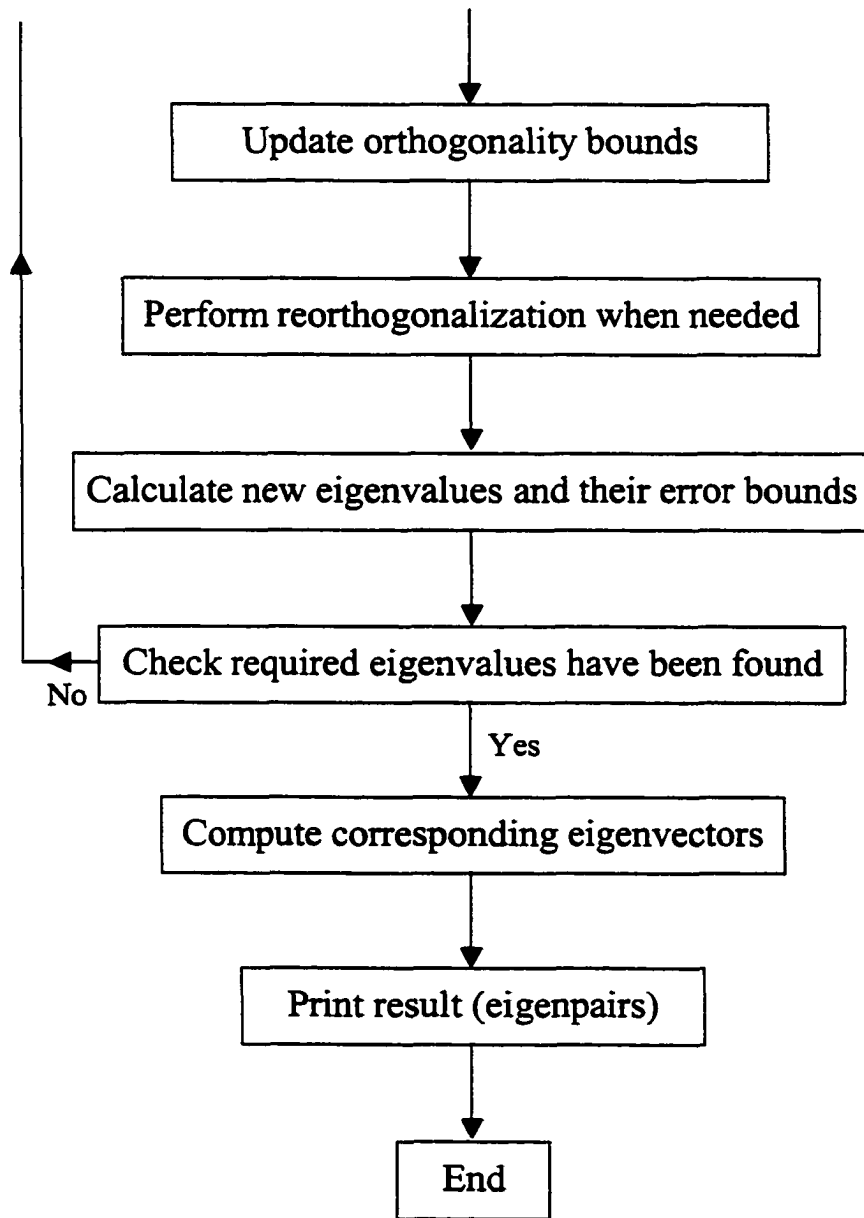 Update orthogonality bounds
Perform reorthogonalization when needed
Calculate new eigenvalues and their error bounds
Check required eigenvalues have been found
No
Yes
Compute corresponding eigenvectors
Print result (eigenpairs)
End